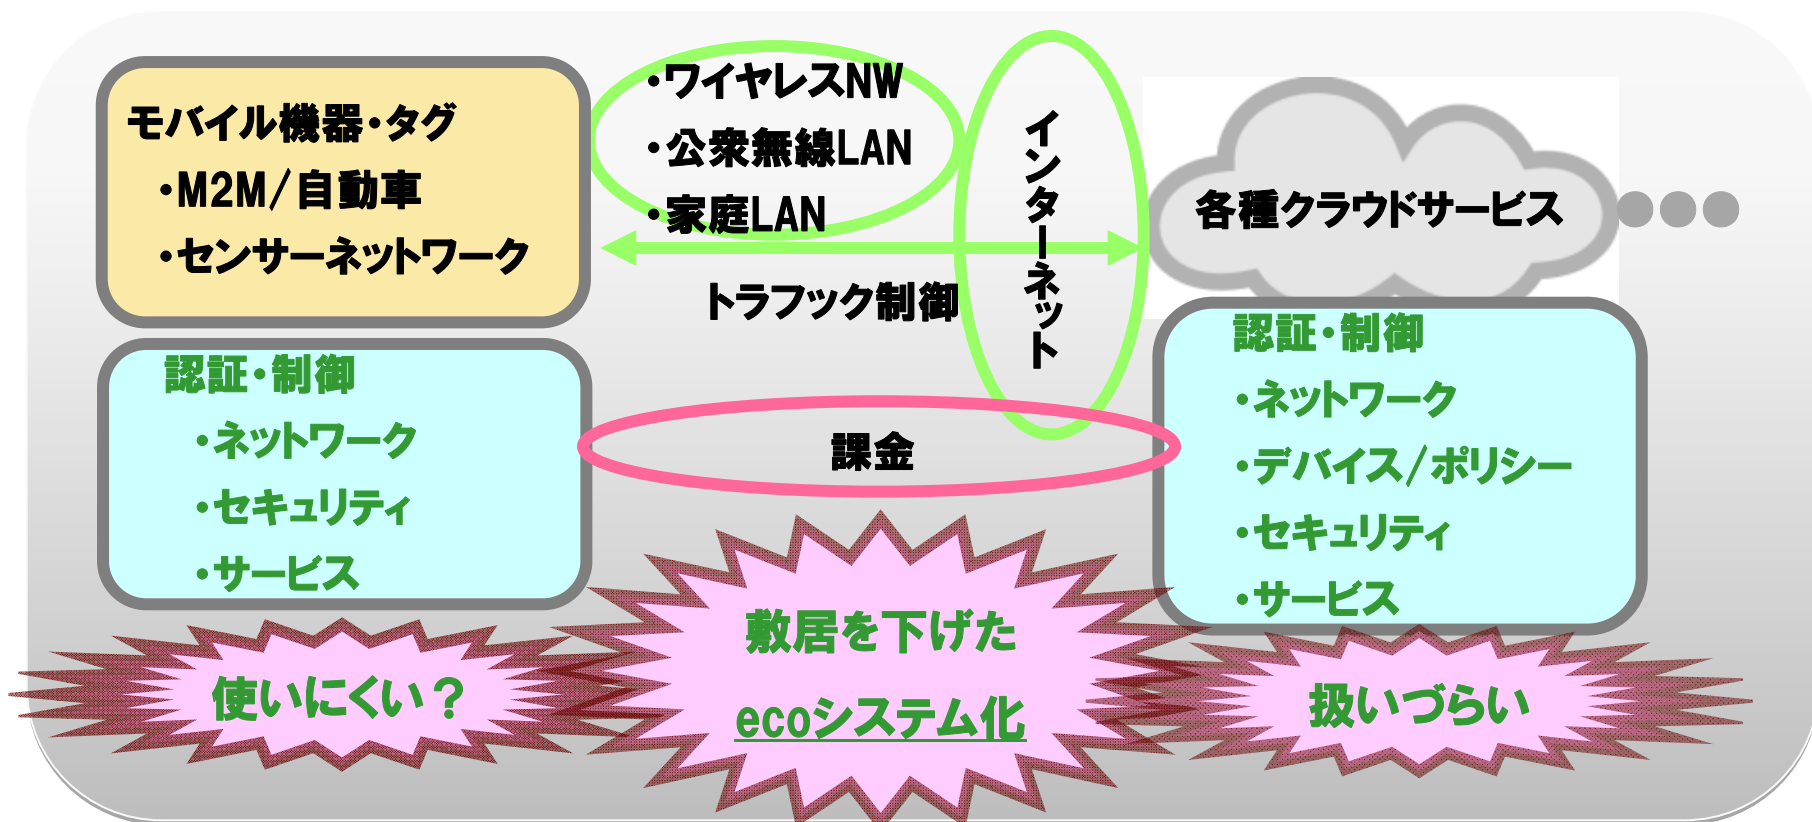 モバイル機器・タグ
・M2M/自動車
・センサーネットワーク
・ワイヤレスNW
・公衆無線LAN
・家庭LAN
トラフック制御
インターネット
各種クラウドサービス
認証・制御
・ネットワーク
・セキュリティ
・サービス
課金
認証・制御
・ネットワーク
・デバイス/ポリシー
・セキュリティ
・サービス
使いにくい？
敷居を下げた
ecoシステム化
扱いづらい